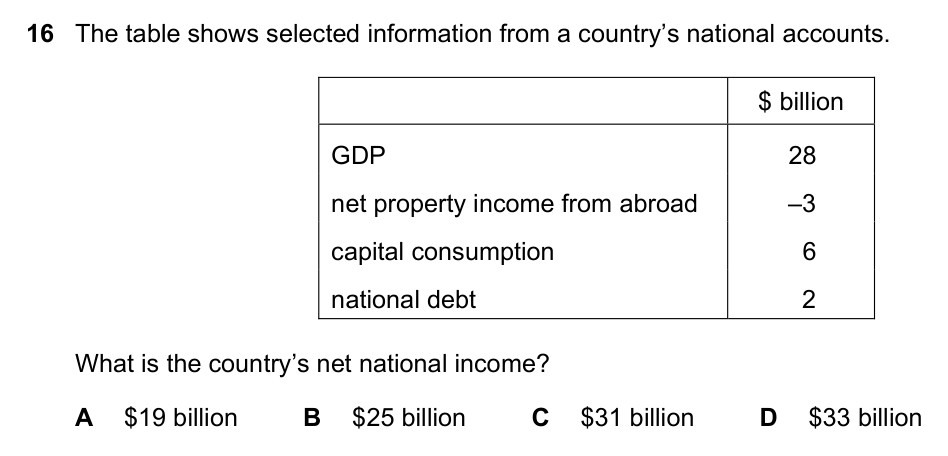 16 The table shows selected information from a country’s national accounts.
$ billion
GDP 28
net property income from abroad –3
capital consumption 6
national debt 2
What is the country’s net national income?
A $19 billion B $25 billion C $31 billion D $33 billion